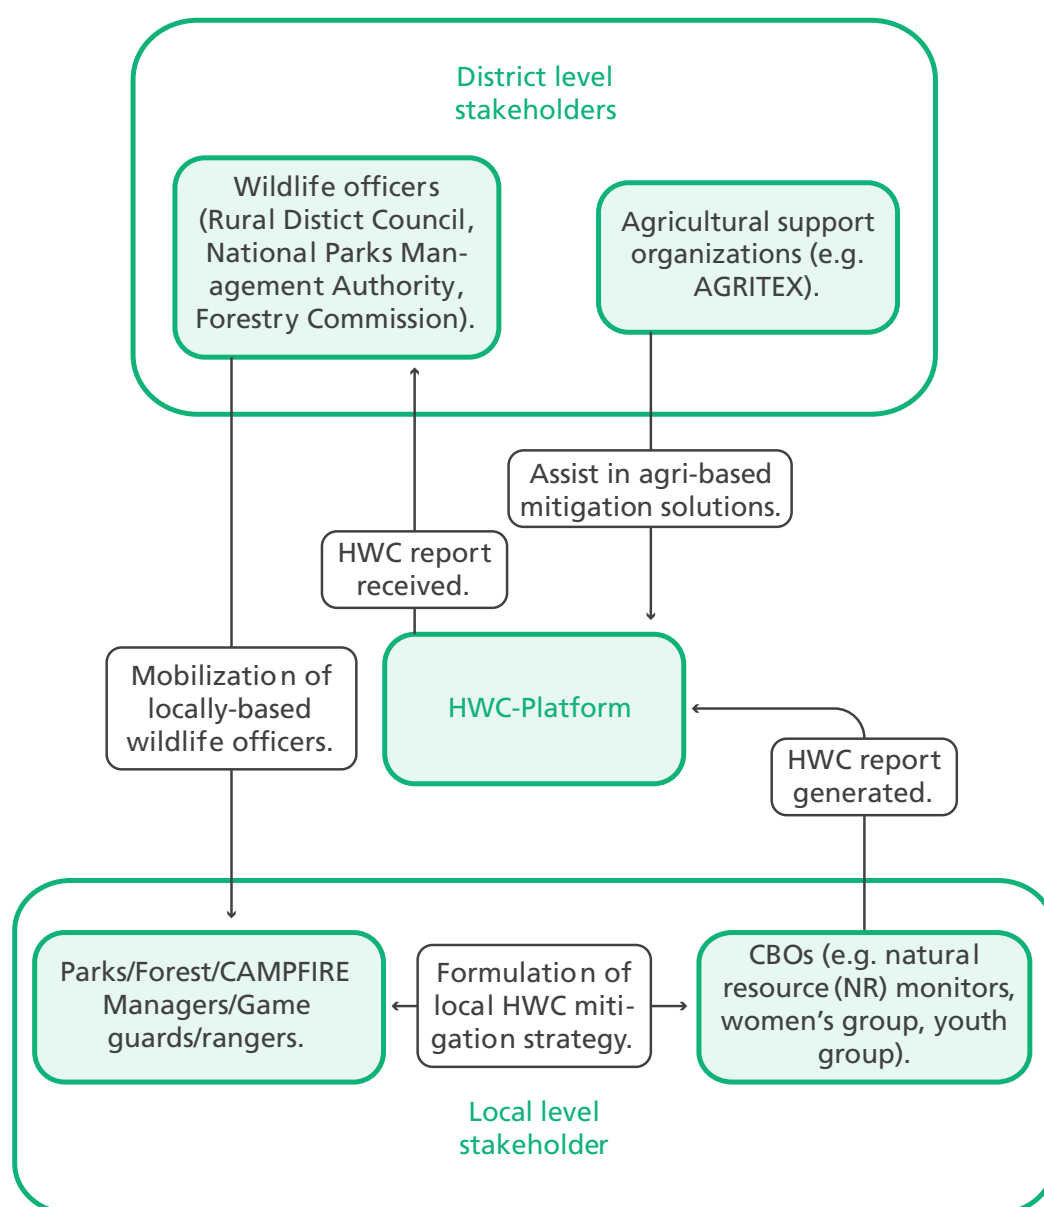 District level
stakeholders
Wildlife officers
(Rural Distict Council,
National Parks Man-
agement Authority,
Forestry Commission).
Agricultural support
organizations (e.g.
AGRITEX).
Assist in agri-based
mitigation solutions.
HWC report
received.
Mobilization of
locally-based
wildlife officers.
HWC-Platform
HWC report
generated.
Parks/Forest/CAMPFIRE
Managers/Game
guards/rangers.
Formulation of
local HWC miti-
gation strategy.
CBOs (e.g. natural
resource (NR) monitors,
women’s group, youth
group).
Local level
stakeholder